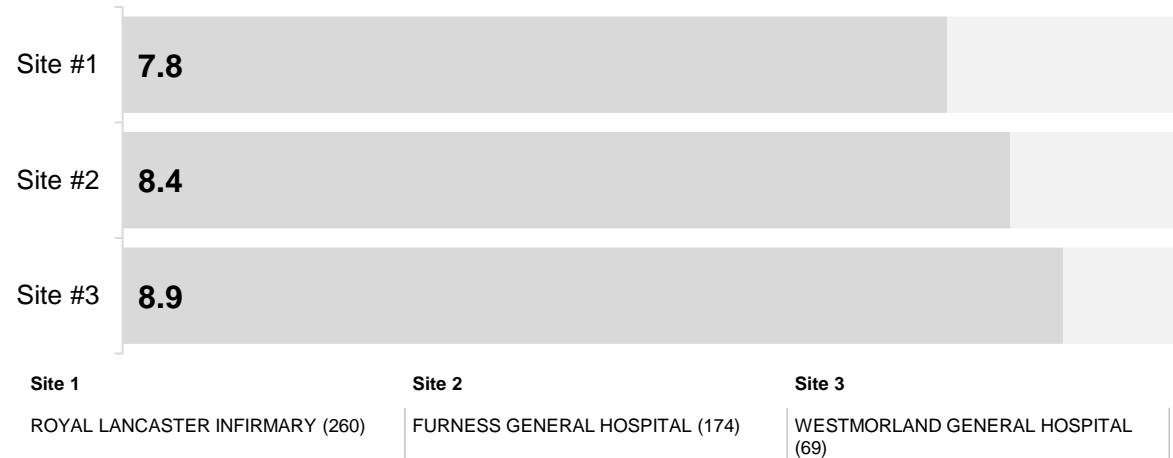 Site #1 7.8
Site #2 8.4
Site #3 8.9
Site 1 Site 2 Site 3
ROYAL LANCASTER INFIRMARY (260) FURNESS GENERAL HOSPITAL (174) WESTMORLAND GENERAL HOSPITAL
(69)